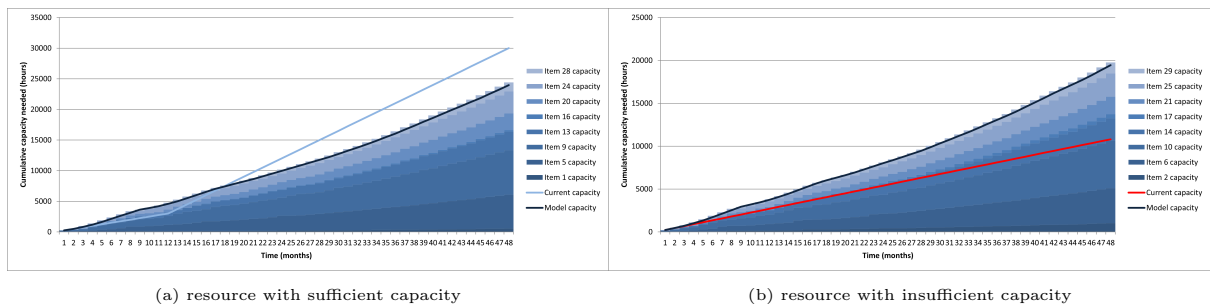 35000
30000
25000
20000
15000
10000
5000
0
Cumulative capacity needed (hours)
1 2 3 4 5 6 7 8 9 10 11 12 13 14 15 16 17 18 19 20 21 22 23 24 25 26 27 28 29 30 31 32 33 34 35 36 37 38 39 40 41 42 43 44 45 46 47 48
Time (months)
Item 28 capacity
Item 24 capacity
Item 20 capacity
Item 16 capacity
Item 13 capacity
Item 9 capacity
Item 5 capacity
Item 1 capacity
Current capacity
Model capacity
(a) resource with sufficient capacity
25000
20000
15000
10000
5000
0
Cumulative capacity needed (hours)
1 2 3 4 5 6 7 8 9 10 11 12 13 14 15 16 17 18 19 20 21 22 23 24 25 26 27 28 29 30 31 32 33 34 35 36 37 38 39 40 41 42 43 44 45 46 47 48
Time (months)
Item 29 capacity
Item 25 capacity
Item 21 capacity
Item 17 capacity
Item 14 capacity
Item 10 capacity
Item 6 capacity
Item 2 capacity
Current capacity
Model capacity
(b) resource with insufficient capacity